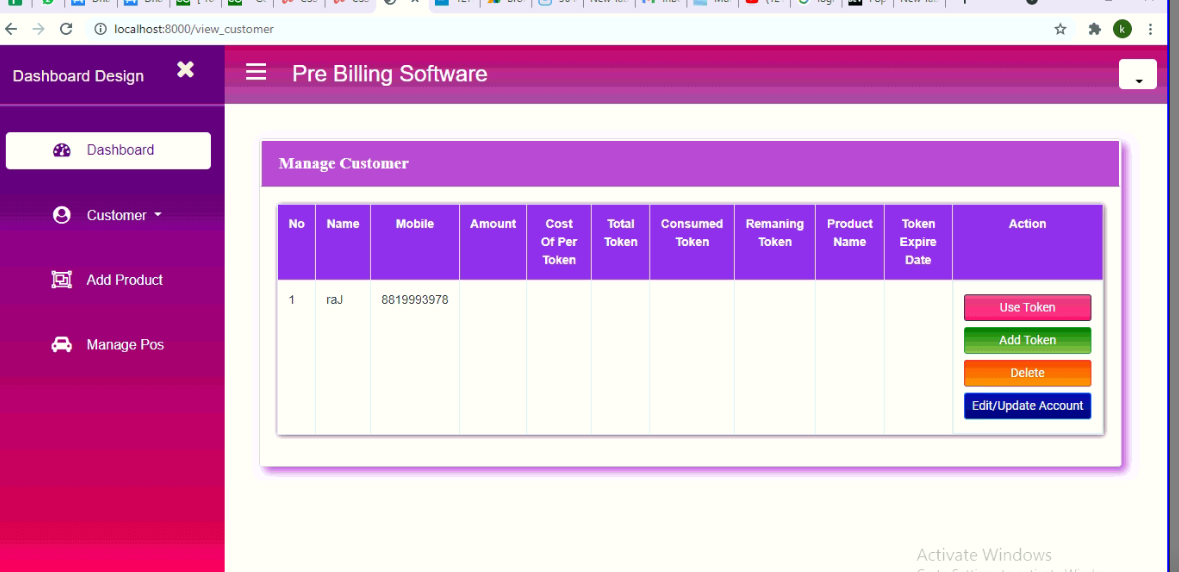 localhost:8000/view_customer
k
Dashboard Design
Pre Billing Software
Dashboard
Customer
Add Product
Manage Pos
Manage Customer
No Name Mobile Amount Cost Of Per Token Total Token Consumed Token Remaning Token Product Name Token Expire Date Action
1 raJ 8819993978
Use Token
Add Token
Delete
Edit/Update Account
Activate Windows